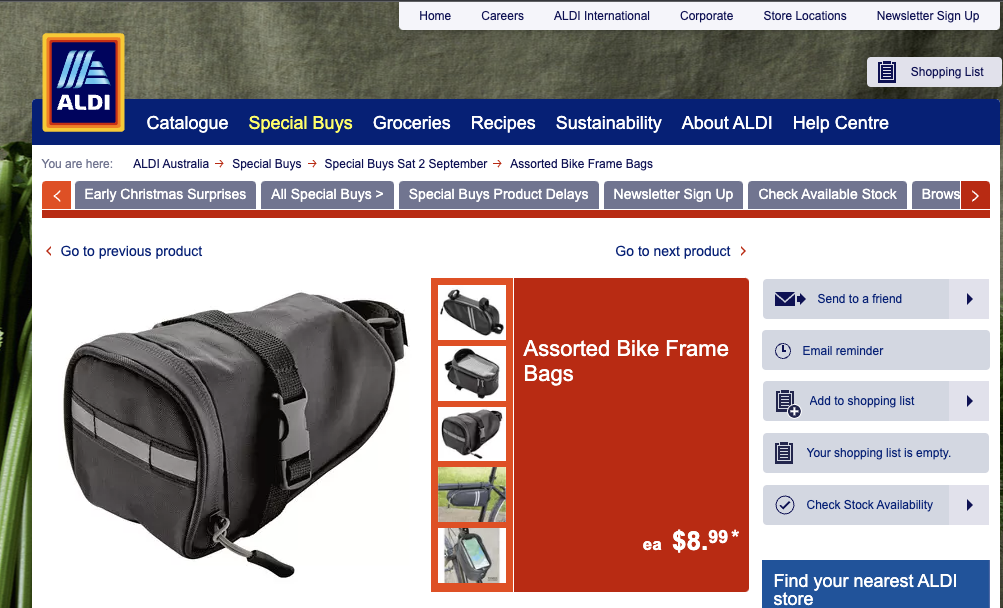 Home Careers ALDI International Corporate Store Locations Newsletter Sign Up
Shopping List
ALDI
Catalogue Special Buys Groceries Recipes Sustainability About ALDI Help Centre
You are here: ALDI Australia → Special Buys → Special Buys Sat 2 September → Assorted Bike Frame Bags
Early Christmas Surprises All Special Buys > Special Buys Product Delays Newsletter Sign Up Check Available Stock Brows
Go to previous product Go to next product
Assorted Bike Frame
Bags
ea $8.99*
Send to a friend
Email reminder
Add to shopping list
Your shopping list is empty.
Check Stock Availability
Find your nearest ALDI
store